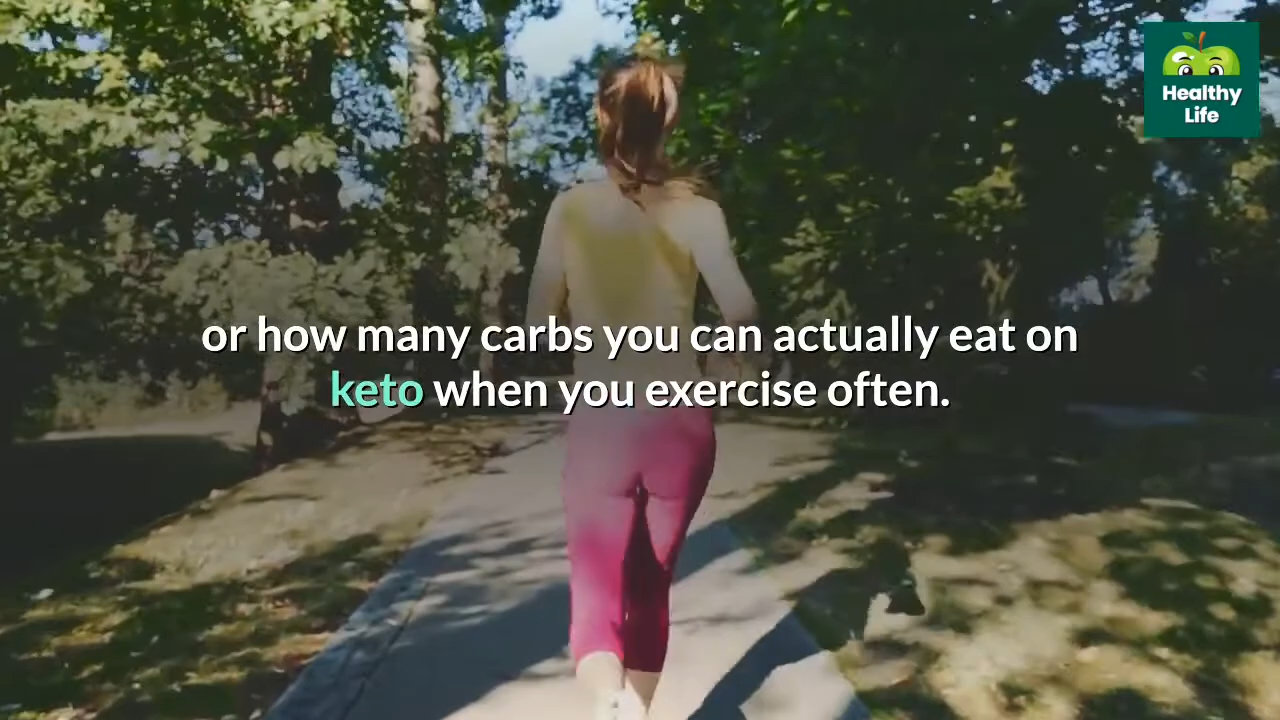 Healthy
Life
or how many carbs you can actually eat on
keto when you exercise often.